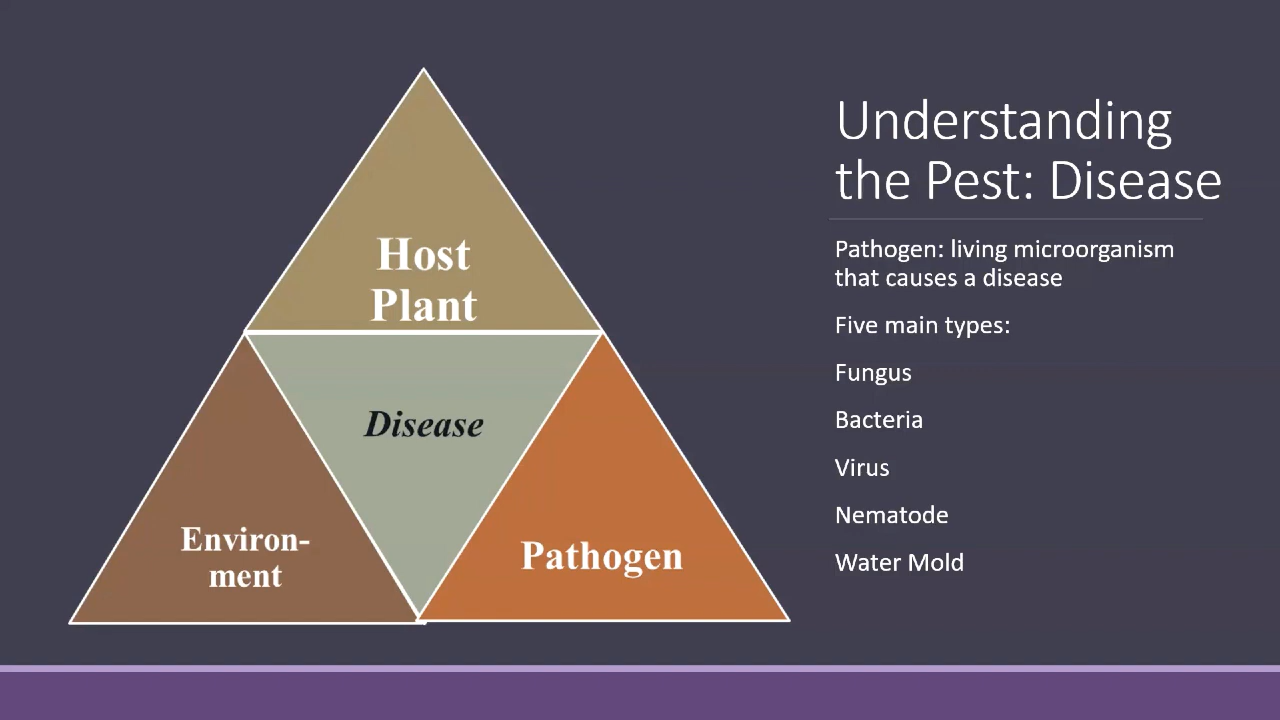 Understanding
the Pest: Disease
Pathogen: living microorganism
that causes a disease
Five main types:
Fungus
Bacteria
Virus
Nematode
Water Mold
Host
Plant
Disease
Environ-
ment
Pathogen